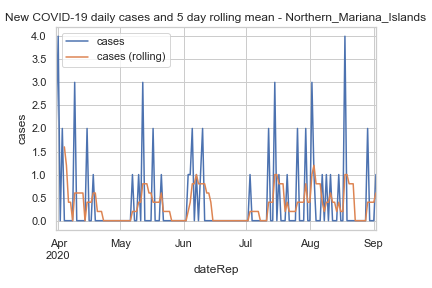 New COVID-19 daily cases and 5 day rolling mean - Northern_Mariana_Islands
cases
cases (rolling)
4.0
3.5
3.0
2.5
2.0
1.5
1.0
0.5
0.0
cases
Apr May Jun Jul Aug Sep
2020
dateRep